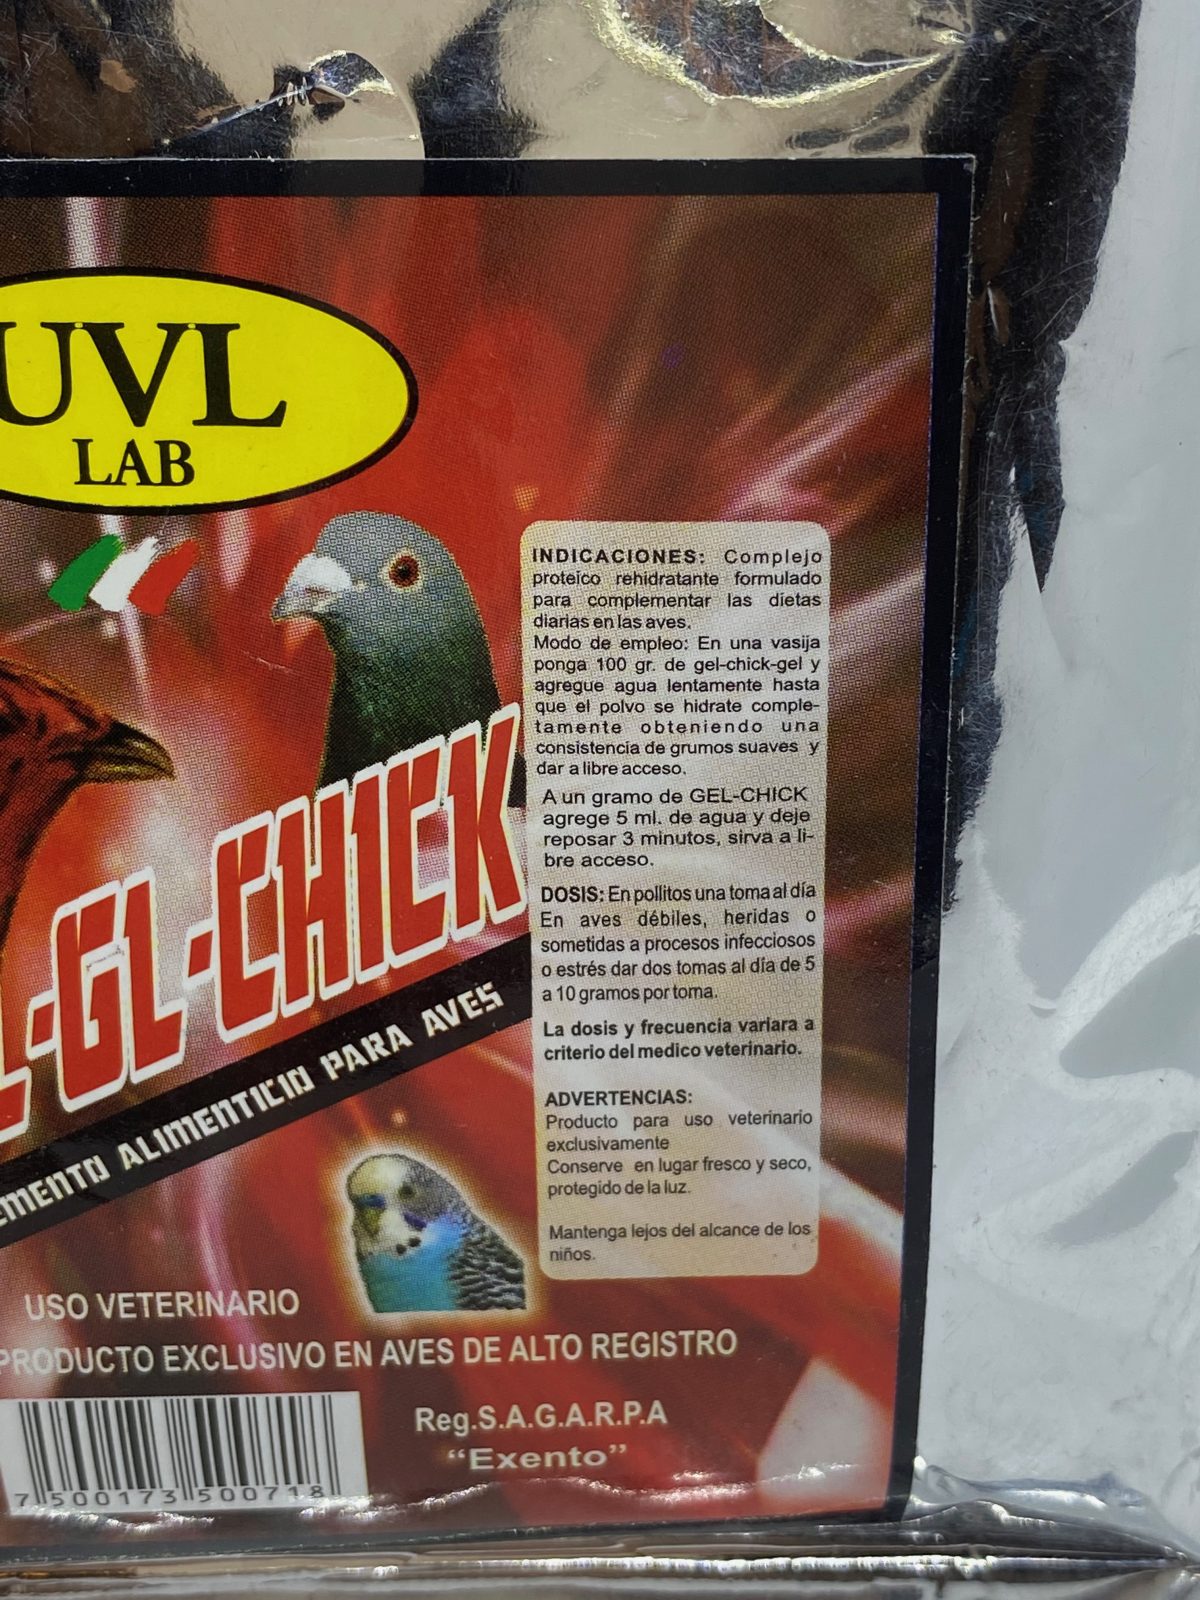 UVL
LAB
INDICACIONES: Complejo
proteico rehidratante formulado
para complementar las dietas
diarias en las aves.
Modo de empleo: En una vasija
ponga 100 gr. de gel-chick-gel y
agregue agua lentamente hasta
que el polvo se hidrate comple-
tamente obteniendo una
consistencia de grumos suaves y
dar a libre acceso.
A un gramo de GEL-CHICK
agrege 5 ml. de agua y deje
reposar 3 minutos, sirva a li-
bre acceso.
DOSIS: En pollitos una toma al día
En aves débiles, heridas o
sometidas a procesos infecciosos
o estrés dar dos tomas al día de 5
a 10 gramos por toma.
La dosis y frecuencia variara a
criterio del medico veterinario.
ADVERTENCIAS:
Producto para uso veterinario
exclusivamente
Conserve en lugar fresco y seco,
protegido de la luz.
Mantenga lejos del alcance de los
niños.
-GL-CHICK
EMENTO ALIMENTICIO PARA AVES
USO VETERINARIO
PRODUCTO EXCLUSIVO EN AVES DE ALTO REGISTRO
Reg.S.A.G.A.R.P.A
"Exento"
7 500173 500718